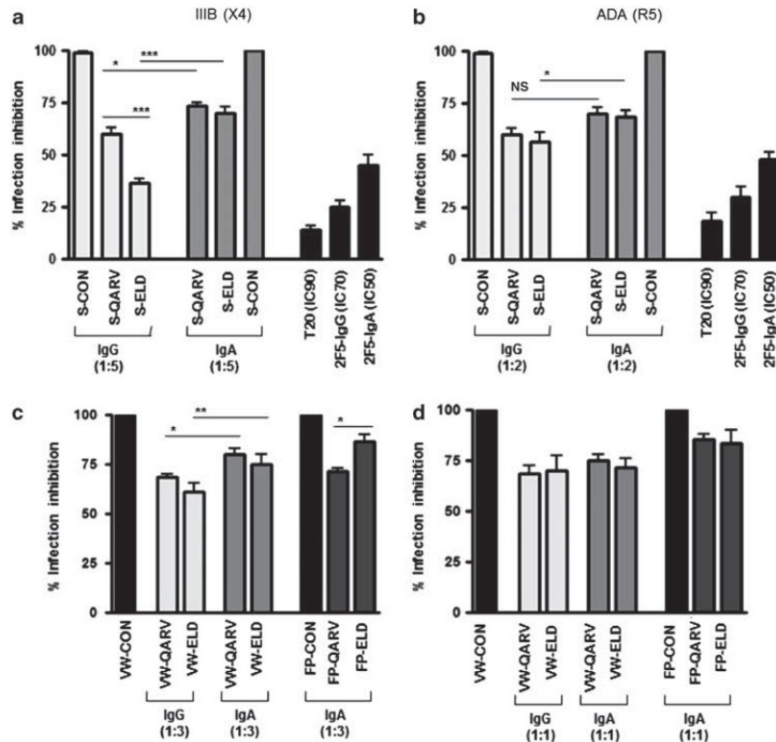 a
IIIB (X4)
% Infection inhibition
100
75
50
25
0
*
***
***
S-CON
S-QARV
S-ELD
S-QARV
S-ELD
S-CON
T20 (IC90)
2F5-IgG (IC70)
2F5-IgA (IC50)
IgG
(1:5)
IgA
(1:5)
b
ADA (R5)
% Infection inhibition
100
75
50
25
0
NS
*
S-CON
S-QARV
S-ELD
S-QARV
S-ELD
S-CON
T20 (IC90)
2F5-IgG (IC70)
2F5-IgA (IC50)
IgG
(1:2)
IgA
(1:2)
c
% Infection inhibition
100
75
50
25
0
*
**
*
VW-CON
VW-QARV
VW-ELD
VW-QARV
VW-ELD
FP-CON
FP-QARV
FP-ELD
IgG
(1:3)
IgA
(1:3)
IgA
(1:3)
d
% Infection inhibition
100
75
50
25
0
VW-CON
VW-QARV
VW-ELD
VW-QARV
VW-ELD
FP-CON
FP-QARV
FP-ELD
IgG
(1:1)
IgA
(1:1)
IgA
(1:1)